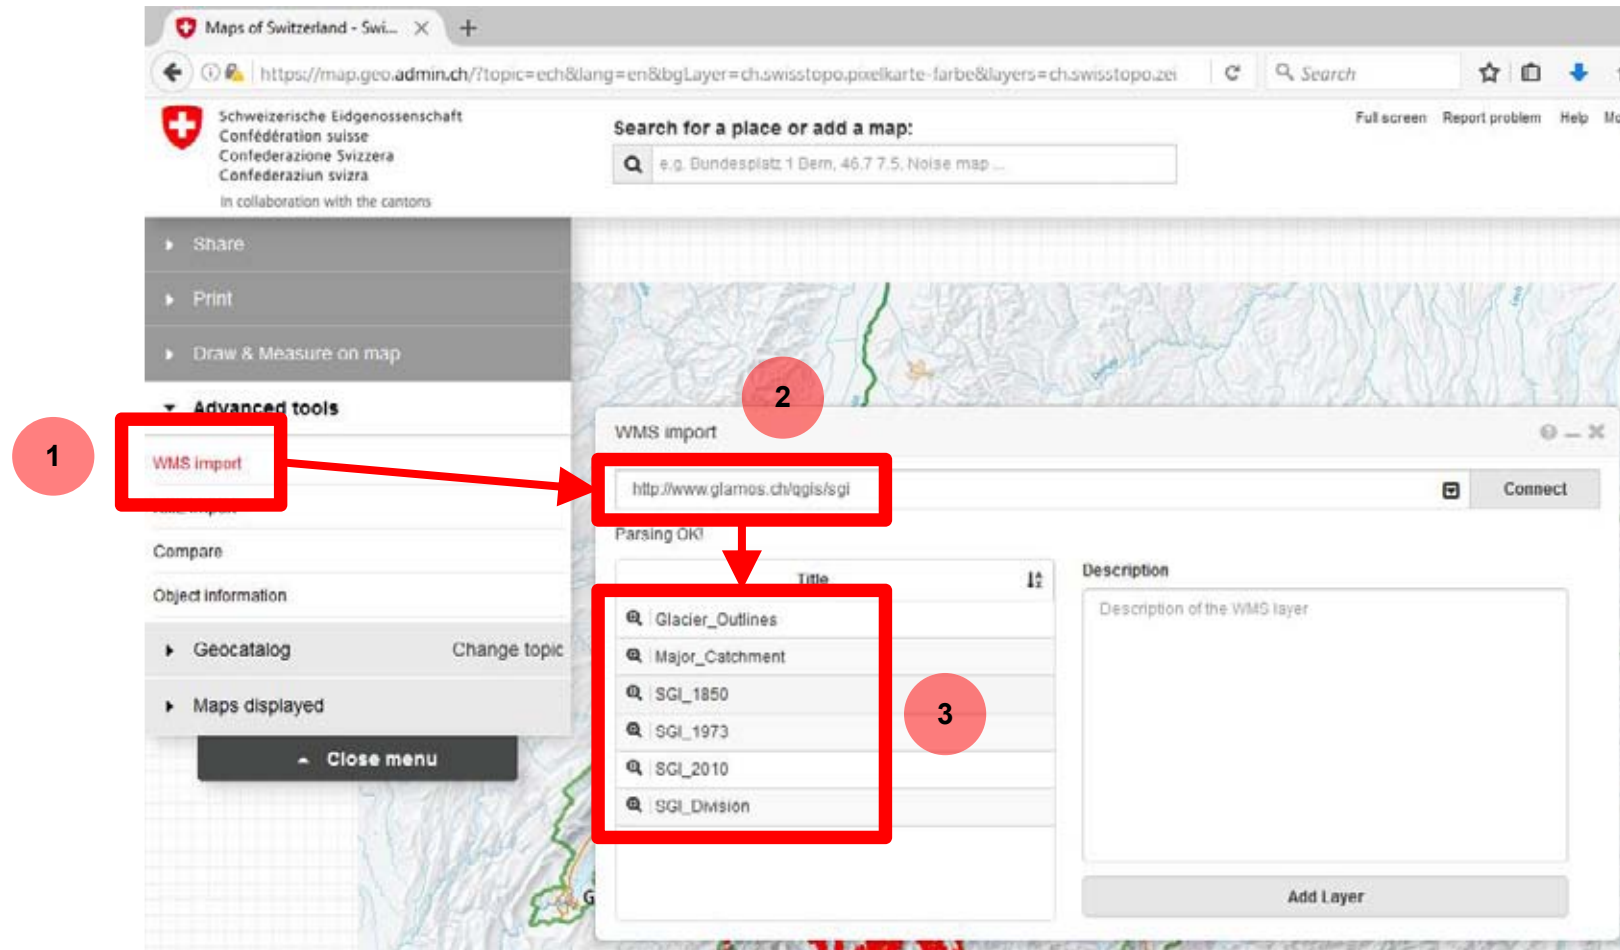 Maps of Switzerland - Swi...
https://map.geo.admin.ch/?topic=ech&lang=en&bgLayer=ch.swisstopo.pixelkarte-farbe&layers=ch.swisstopo.zei
Search
Schweizerische Eidgenossenschaft
Confédération suisse
Confederazione Svizzera
Confederaziun svizra
In collaboration with the cantons
Search for a place or add a map:
e.g. Bundesplatz 1 Bern, 46.7 7.5, Noise map ...
Full screen Report problem Help Mo
Share
Print
Draw & Measure on map
Advanced tools
1
WMS import
Compare
Object information
Geocatalog Change topic
Maps displayed
Close menu
2
WMS import
http://www.glamos.ch/qgis/sgi
Connect
Parsing OK!
Title
Description
Glacier_Outlines
Description of the WMS layer
Major_Catchment
SGI_1850
3
SGI_1973
SGI_2010
SGI_Division
G
Add Layer